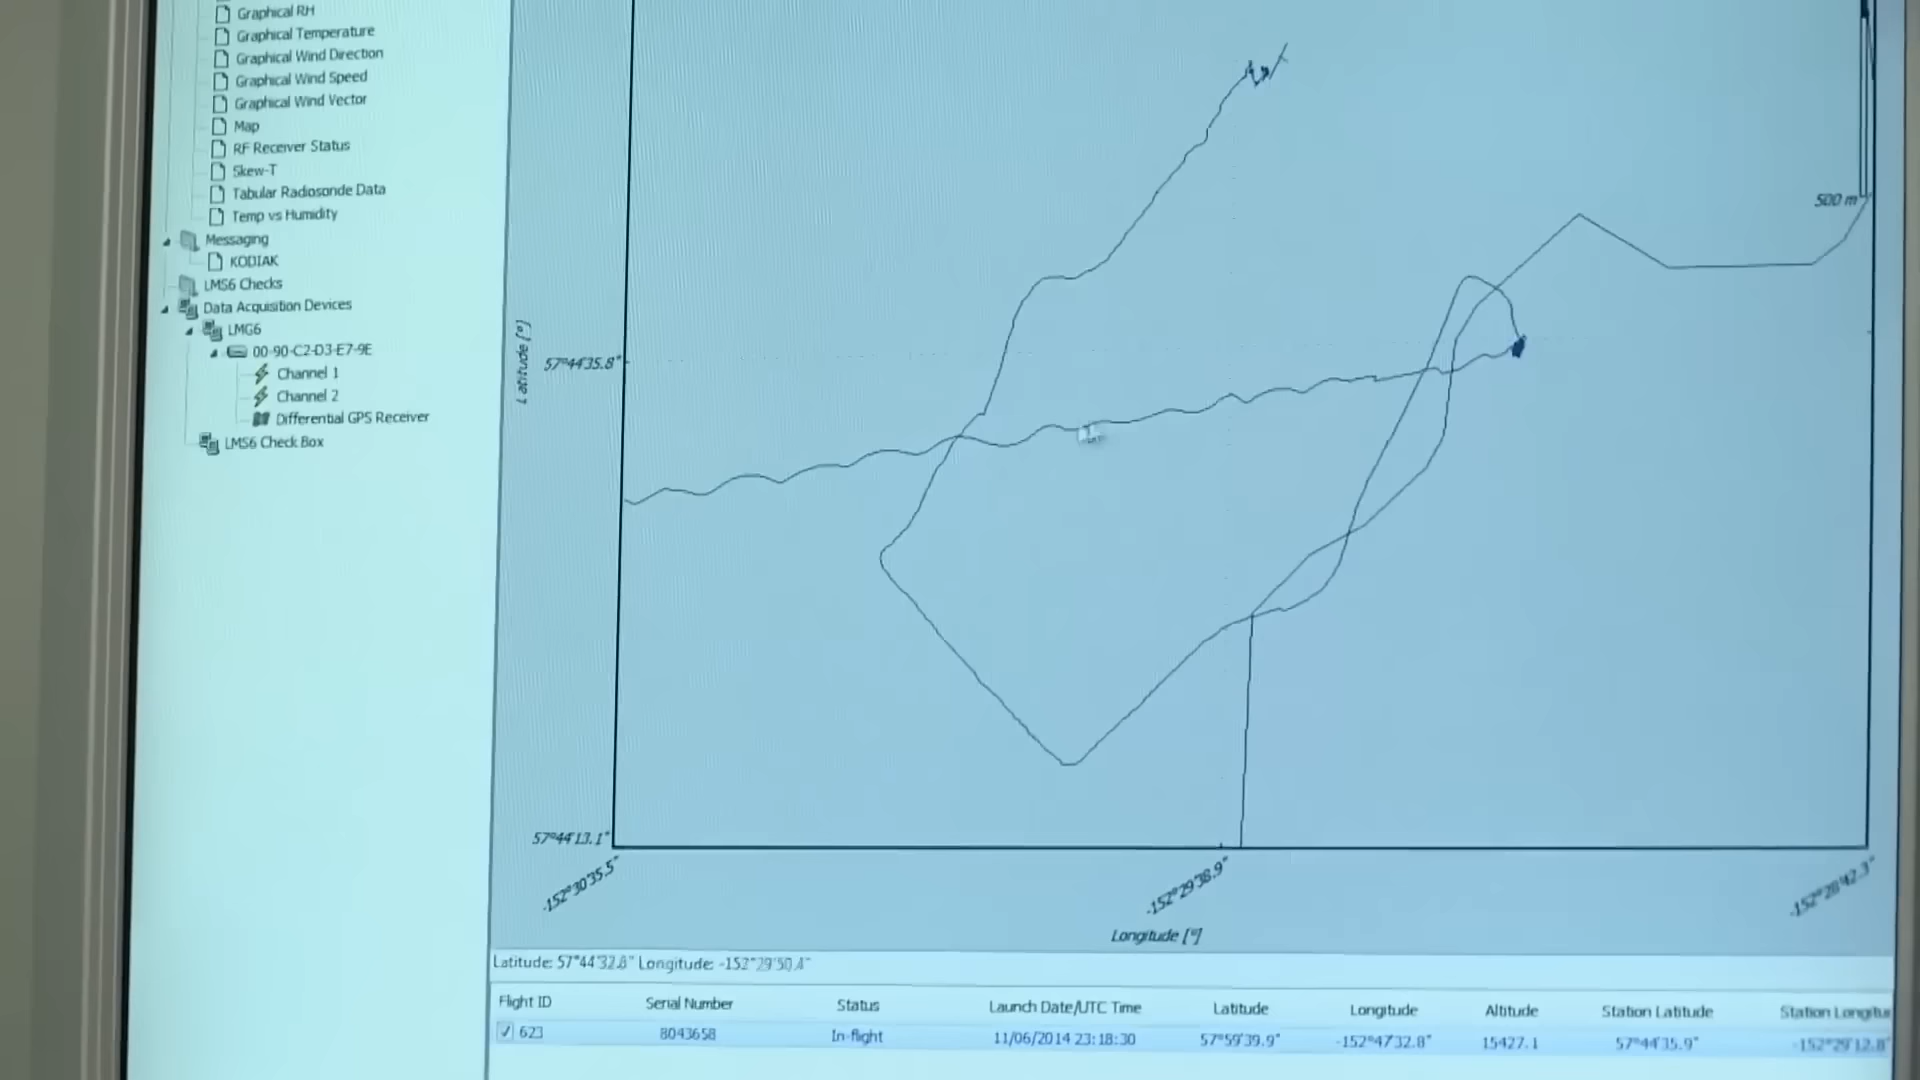 Graphical RH
Graphical Temperature
Graphical Wind Direction
Graphical Wind Speed
Graphical Wind Vector
Map
RF Receiver Status
Skew-T
Tabular Radiosonde Data
Temp vs Humidity
Messaging
KODIAK
LMS6 Checks
Data Acquisition Devices
LMG6
00-90-C2-D3-E7-9E
Channel 1
Channel 2
Differential GPS Receiver
LMS6 Check Box
500 m
Latitude [°]
57°44'35.8"
57°44'13.1"
-152°30'35.5"
-152°29'38.9"
-152°28'42.3"
Longitude [°]
Latitude: 57°44'32.8" Longitude: -152°29'50.4"
Flight ID Serial Number Status Launch Date/UTC Time Latitude Longitude Altitude Station Latitude Station Longitu
623 8043658 In-flight 11/06/2014 23:18:30 57°59'39.9" -152°47'32.8" 15427.1 57°44'35.9" -152°29'12.8"